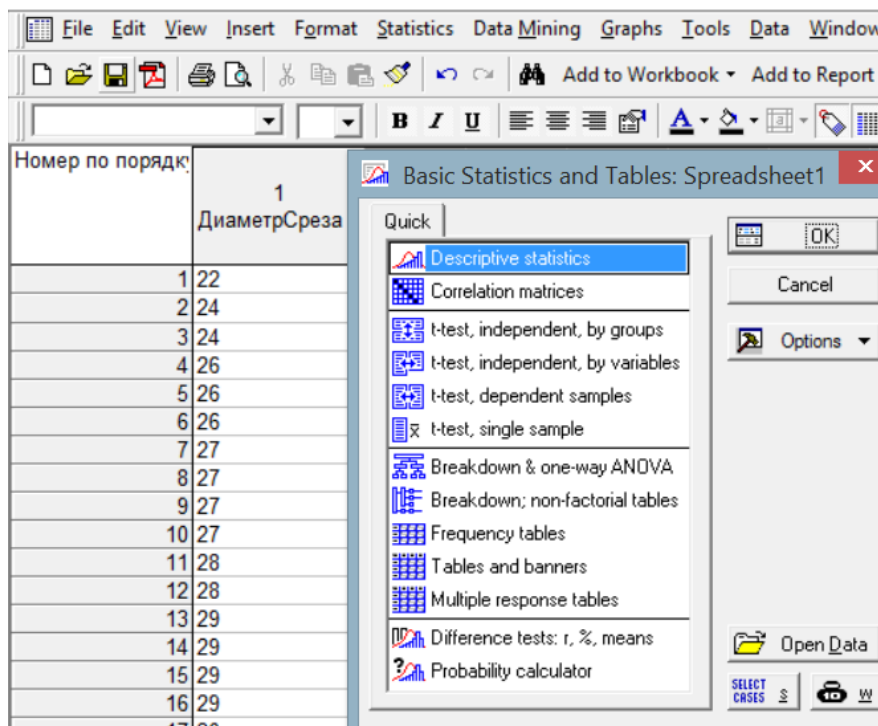 File Edit View Insert Format Statistics Data Mining Graphs Tools Data Window
Add to Workbook Add to Report
B I U A a
Номер по порядку
1
ДиаметрСреза
1 22
2 24
3 24
4 26
5 26
6 26
7 27
8 27
9 27
10 27
11 28
12 28
13 29
14 29
15 29
16 29
Basic Statistics and Tables: Spreadsheet1
Quick
Descriptive statistics
Correlation matrices
t-test, independent, by groups
t-test, independent, by variables
t-test, dependent samples
t-test, single sample
Breakdown & one-way ANOVA
Breakdown; non-factorial tables
Frequency tables
Tables and banners
Multiple response tables
Difference tests: r, %, means
Probability calculator
OK
Cancel
Options
Open Data
SELECT CASES S
W